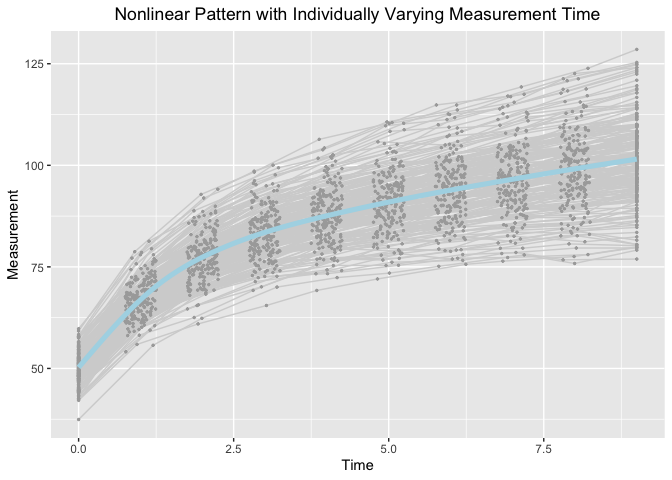 Nonlinear Pattern with Individually Varying Measurement Time
125
100
75
50
Measurement
0.0 2.5 5.0 7.5
Time